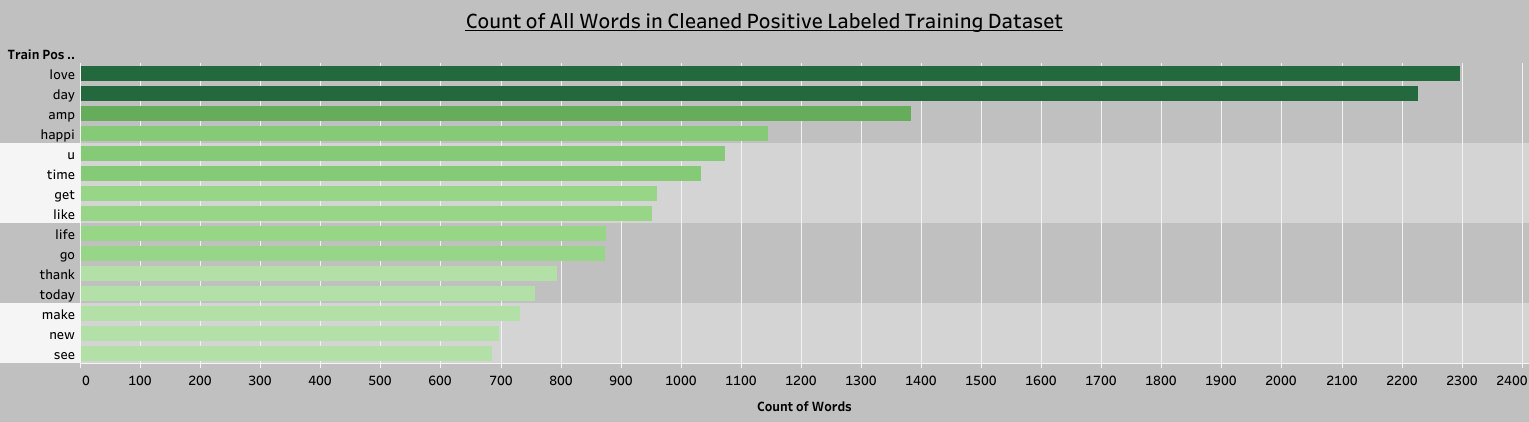 Count of All Words in Cleaned Positive Labeled Training Dataset
Train Pos ..
love
day
amp
happi
u
time
get
like
life
go
thank
today
make
new
see
0 100 200 300 400 500 600 700 800 900 1000 1100 1200 1300 1400 1500 1600 1700 1800 1900 2000 2100 2200 2300 2400
Count of Words